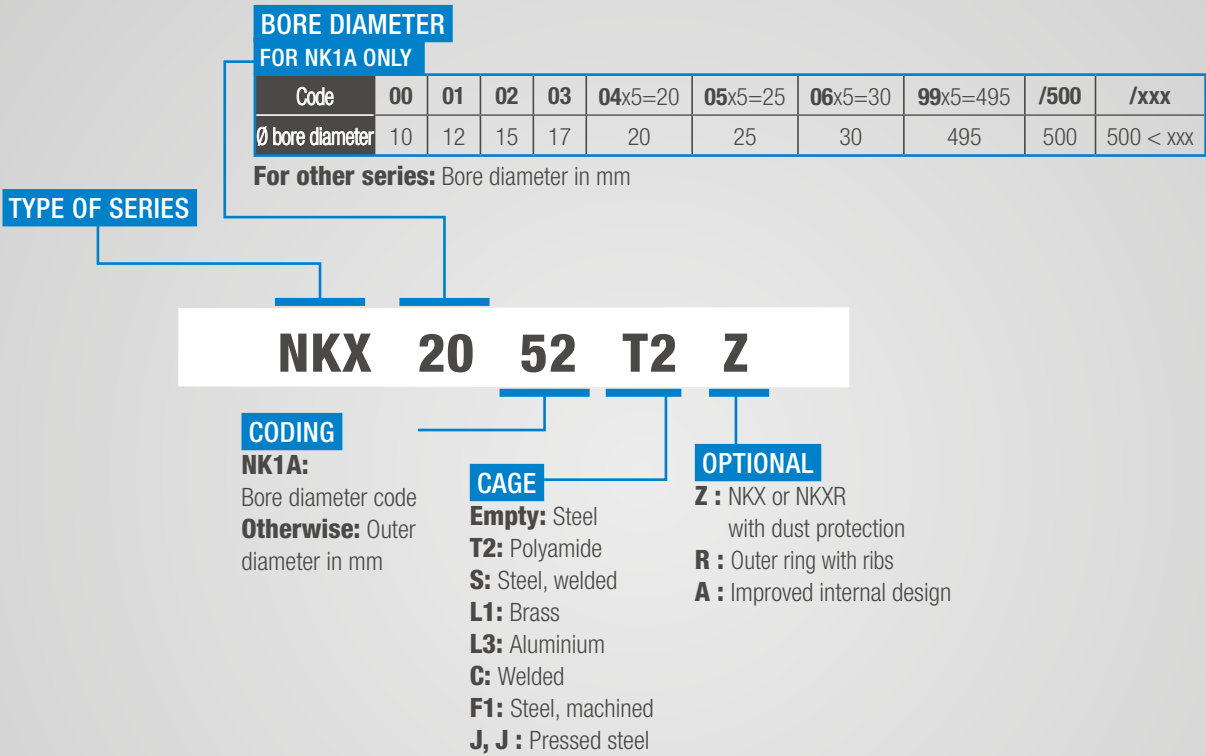 BORE DIAMETER
FOR NK1A ONLY
Code 00 01 02 03 04x5=20 05x5=25 06x5=30 99x5=495 /500 /xxx
Ø bore diameter 10 12 15 17 20 25 30 495 500 500 < xxx
For other series: Bore diameter in mm
TYPE OF SERIES
NKX 20 52 T2 Z
CODING
NK1A:
Bore diameter code
Otherwise: Outer
diameter in mm
CAGE
Empty: Steel
T2: Polyamide
S: Steel, welded
L1: Brass
L3: Aluminium
C: Welded
F1: Steel, machined
J, J : Pressed steel
OPTIONAL
Z : NKX or NKXR
with dust protection
R : Outer ring with ribs
A : Improved internal design